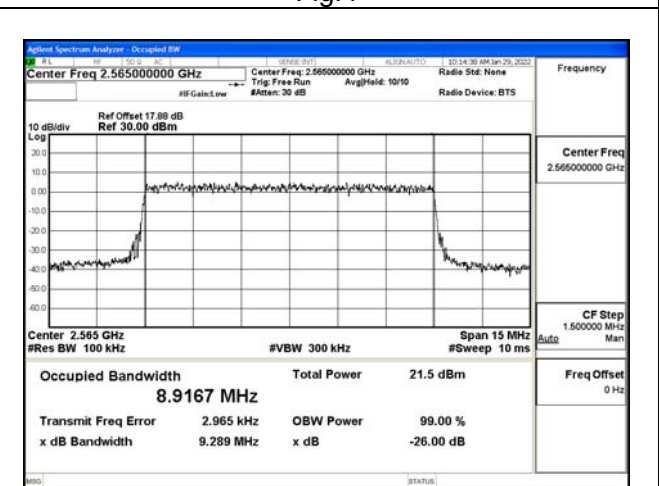 Agilent Spectrum Analyzer - Occupied BW
RL RF 50 Ω AC SENSE:INT ALIGN AUTO 10:14:38 AM Jan 29, 2022
Center Freq 2.565000000 GHz Center Freq: 2.565000000 GHz Radio Std: None Frequency
Trig: Free Run Avg|Hold: 10/10
#IFGain:Low #Atten: 30 dB Radio Device: BTS
Ref Offset 17.88 dB
10 dB/div Ref 30.00 dBm
Log
20.0
Center Freq
2.565000000 GHz
10.0
0.00
-10.0
-20.0
-30.0
-40.0
-50.0
-60.0
CF Step
1.500000 MHz
Auto Man
Center 2.565 GHz Span 15 MHz
#Res BW 100 kHz #VBW 300 kHz #Sweep 10 ms
Occupied Bandwidth Total Power 21.5 dBm
8.9167 MHz
Freq Offset
0 Hz
Transmit Freq Error 2.965 kHz OBW Power 99.00 %
x dB Bandwidth 9.289 MHz x dB -26.00 dB
MSG STATUS